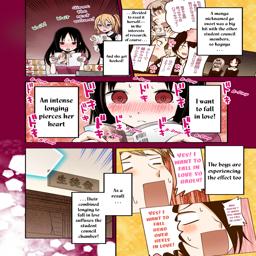 A manga
nicknamed go
sweet was a big
hit with the other
student council
members,
so kaguya
...Decided
to read it
herself...
in the
interests
of research,
of course.
And she got
hooked!
I want
to fall
in love!
An intense
longing
pierces her
heart
The boys are
experiencing
the effect too
YES! I
WANT TO
FALL IN
LOVE SO
YES! I
WANT TO
FALL
HEAD
OVER
HEELS IN
LOVE!
As a
result
...
...Their
combined
longing to
fall in love
suffuses the
student
council
chamber!
生徒会